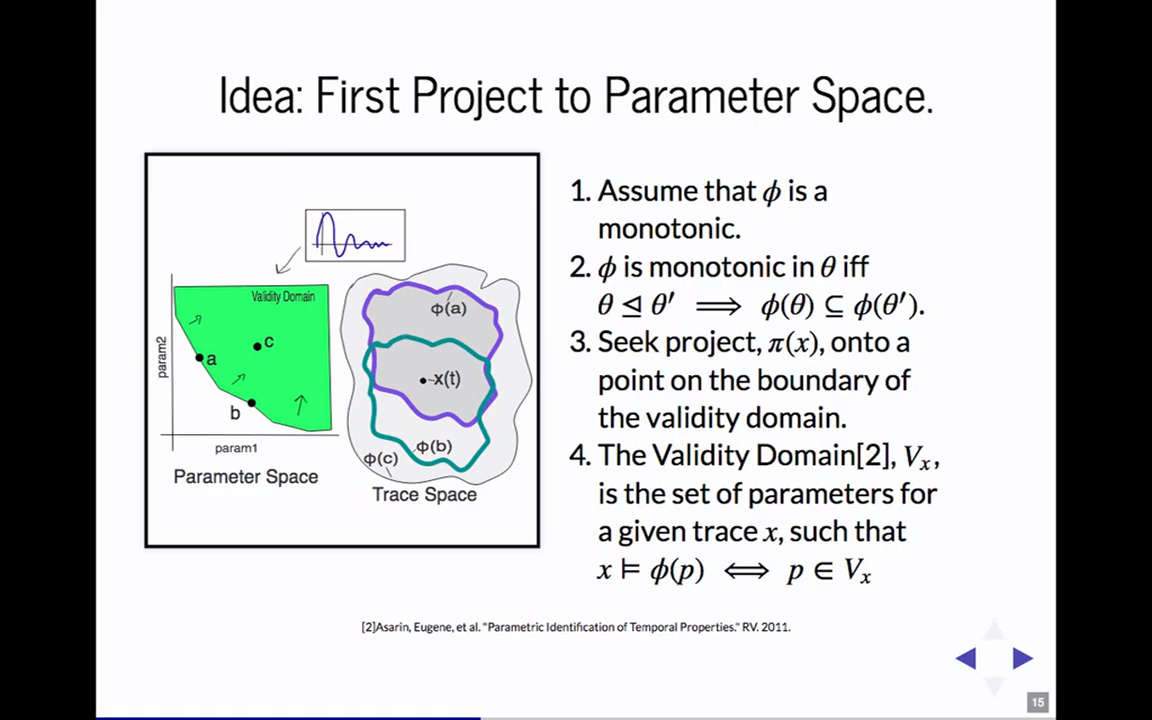 Idea: First Project to Parameter Space.
Validity Domain
a
c
b
param2
param1
Parameter Space
ϕ(a)
x(t)
ϕ(b)
ϕ(c)
Trace Space
1. Assume that ϕ is a
monotonic.
2. ϕ is monotonic in θ iff
θ ⊴ θ′ ⟹ ϕ(θ) ⊆ ϕ(θ′).
3. Seek project, π(x), onto a
point on the boundary of
the validity domain.
4. The Validity Domain[2], Vₓ,
is the set of parameters for
a given trace x, such that
x ⊨ ϕ(p) ⟺ p ∈ Vₓ
[2]Asarin, Eugene, et al. "Parametric Identification of Temporal Properties." RV. 2011.
15